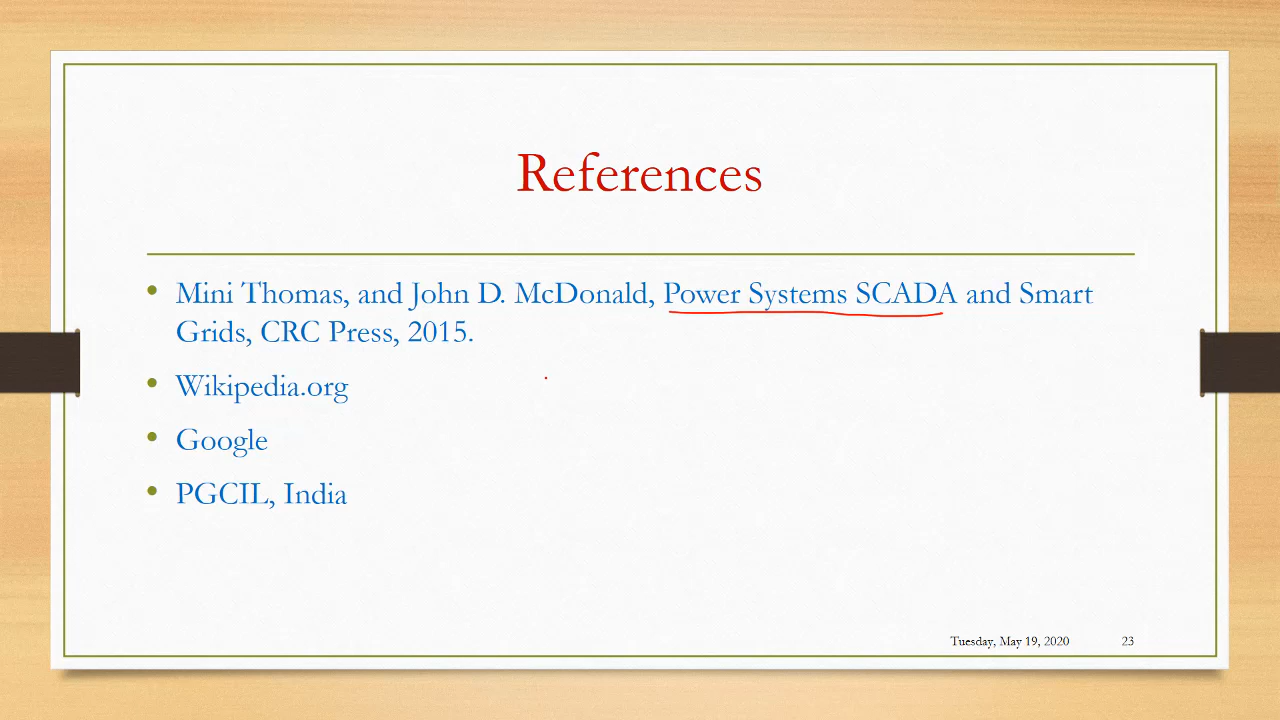 References
• Mini Thomas, and John D. McDonald, Power Systems SCADA and Smart
Grids, CRC Press, 2015.
• Wikipedia.org
• Google
• PGCIL, India
Tuesday, May 19, 2020 23